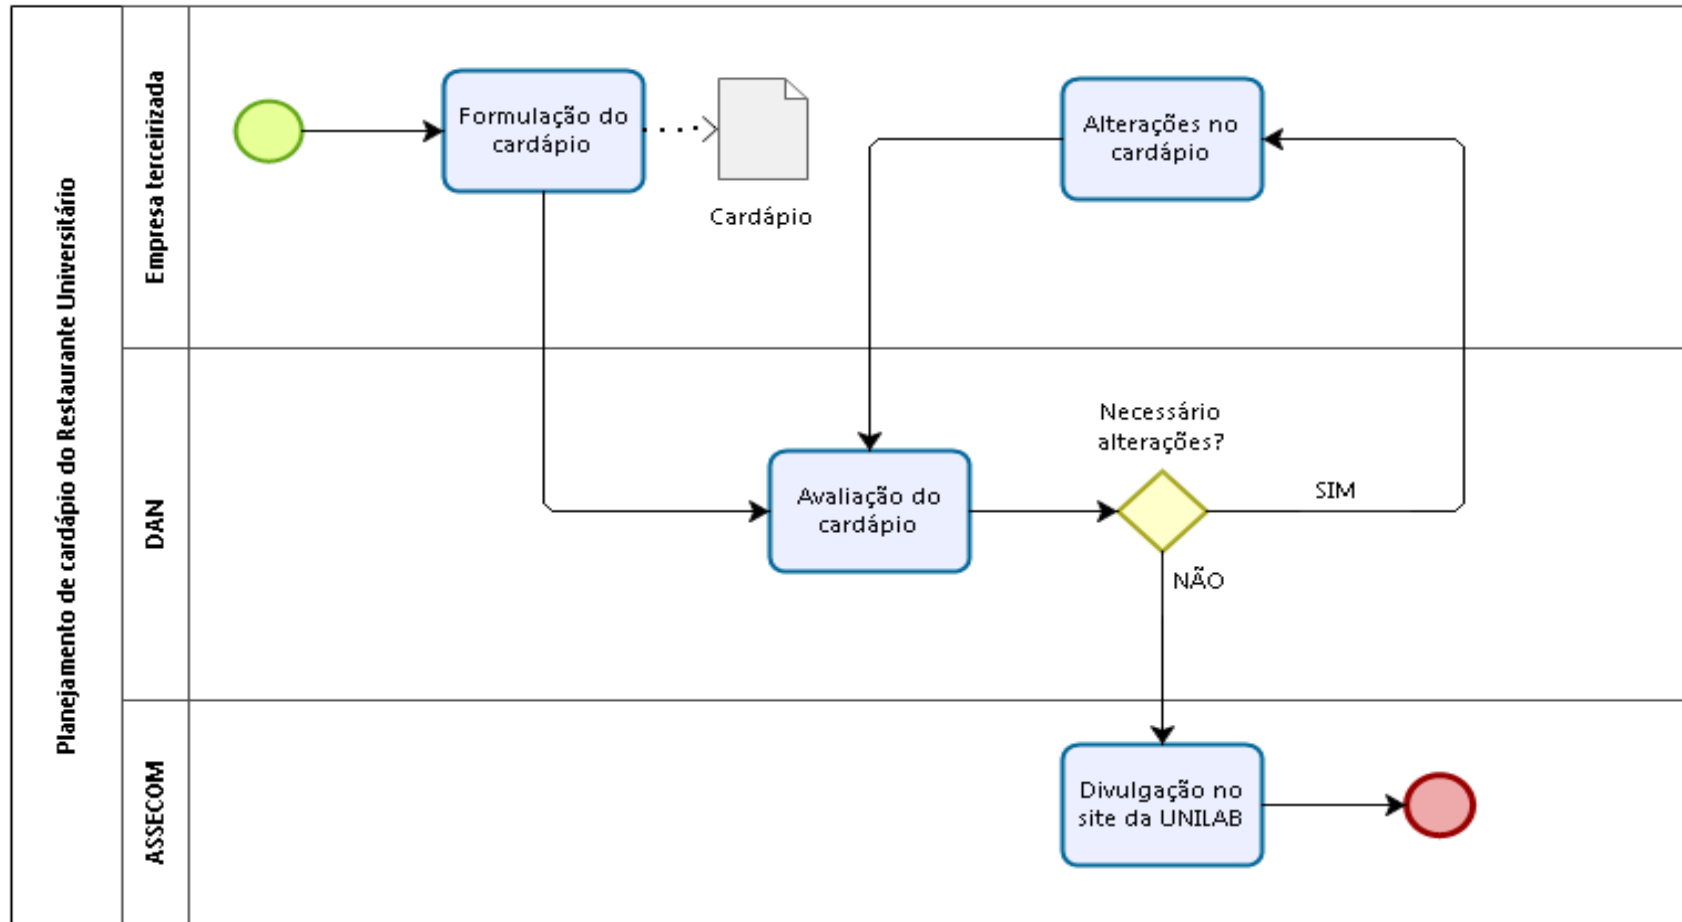 Planejamento de cardápio do Restaurante Universitário
Empresa terceirizada
Formulação do
cardápio
Cardápio
Alterações no
cardápio
DAN
Avaliação do
cardápio
Necessário
alterações?
SIM
NÃO
ASSECOM
Divulgação no
site da UNILAB